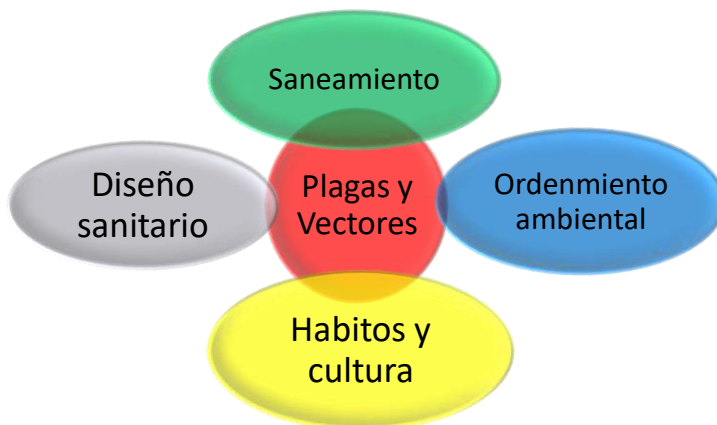 Saneamiento
Diseño
sanitario
Plagas y
Vectores
Ordenmiento
ambiental
Habitos y
cultura